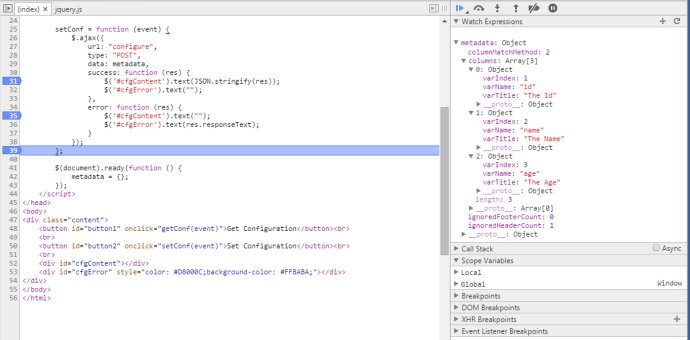 (index)
jquery.js
24
25 setConf = function (event) {
26 $.ajax({
27 url: "configure",
28 type: "POST",
29 data: metadata,
30 success: function (res) {
31 $('#cfgContent').text(JSON.stringify(res));
32 $('#cfgError').text("");
33 },
34 error: function (res) {
35 $('#cfgContent').text("");
36 $('#cfgError').text(res.responseText);
37 }
38 });
39 };
40
41 $(document).ready(function () {
42 metadata = {};
43 });
44 </script>
45 </head>
46 <body>
47 <div class="content">
48 <button id="button1" onclick="getConf(event)">Get Configuration</button><br>
49 <br>
50 <button id="button2" onclick="setConf(event)">Set Configuration</button><br>
51 <br>
52 <div id="cfgContent"></div>
53 <div id="cfgError" style="color: #D8000C;background-color: #FFBABA;"></div>
54 </div>
55 </body>
56 </html>
Watch Expressions
metadata: Object
columnMatchMethod: 2
columns: Array[3]
0: Object
varIndex: 1
varName: "id"
varTitle: "The Id"
__proto__: Object
1: Object
varIndex: 2
varName: "name"
varTitle: "The Name"
__proto__: Object
2: Object
varIndex: 3
varName: "age"
varTitle: "The Age"
__proto__: Object
length: 3
__proto__: Array[0]
ignoredFooterCount: 0
ignoredHeaderCount: 1
__proto__: Object
Call Stack
Async
Scope Variables
Local
Global Window
Breakpoints
DOM Breakpoints
XHR Breakpoints
Event Listener Breakpoints